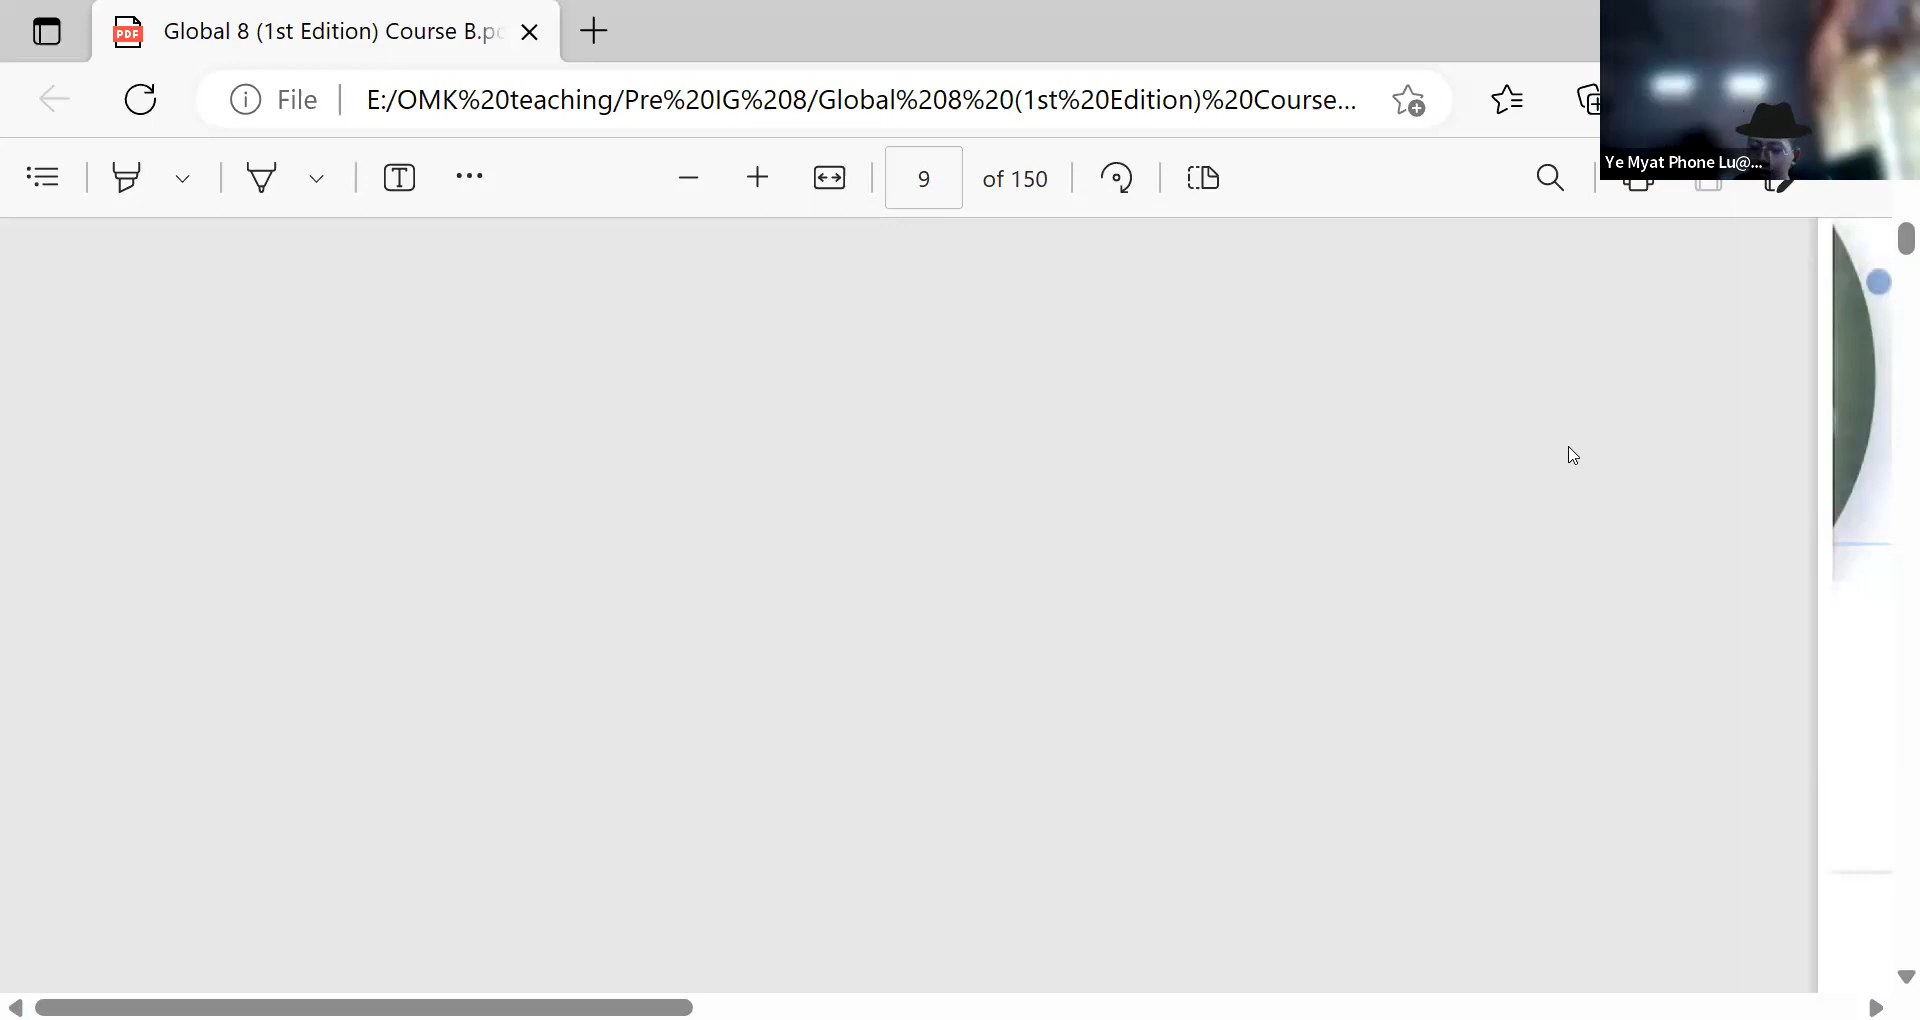 PDF
Global 8 (1st Edition) Course B.p
File
E:/OMK%20teaching/Pre%20IG%208/Global%208%20(1st%20Edition)%20Course...
T
9
of 150
Ye Myat Phone Lu@...